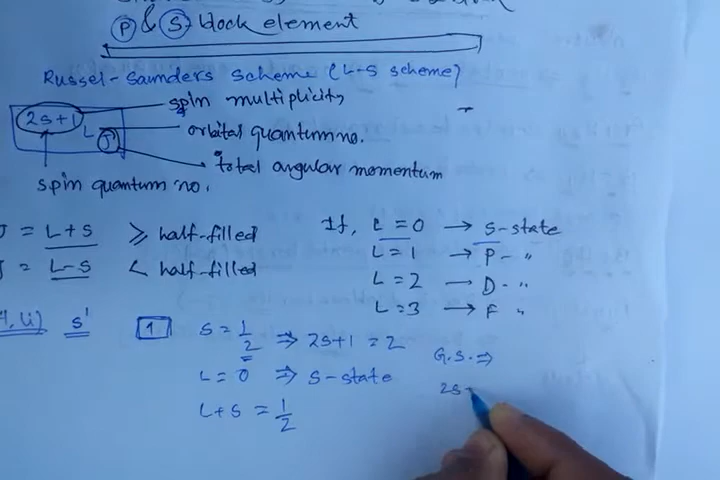 (P) & (S)- block element
Russel-Saunders Scheme (L-S scheme)
2s+1 L J
spin multiplicity
orbital quantum no.
total angular momentum
spin quantum no.
J = L+S ⩾ half-filled
J = L-S < half-filled
If, L=0 → S-state
L=1 → P- "
L=2 → D- "
L=3 → F "
(H, Li) s¹
1 S = 1/2 ⇒ 2S+1 = 2
L = 0 ⇒ S-state
L+S = 1/2
G.S. ⇒
2s+